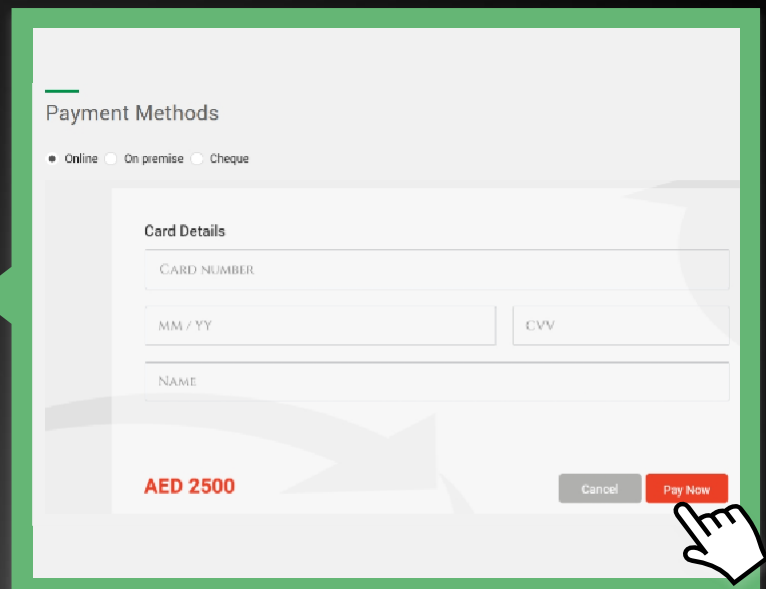 Payment Methods
Online On premise Cheque
Card Details
CARD NUMBER
MM / YY CVV
NAME
AED 2500 Cancel Pay Now